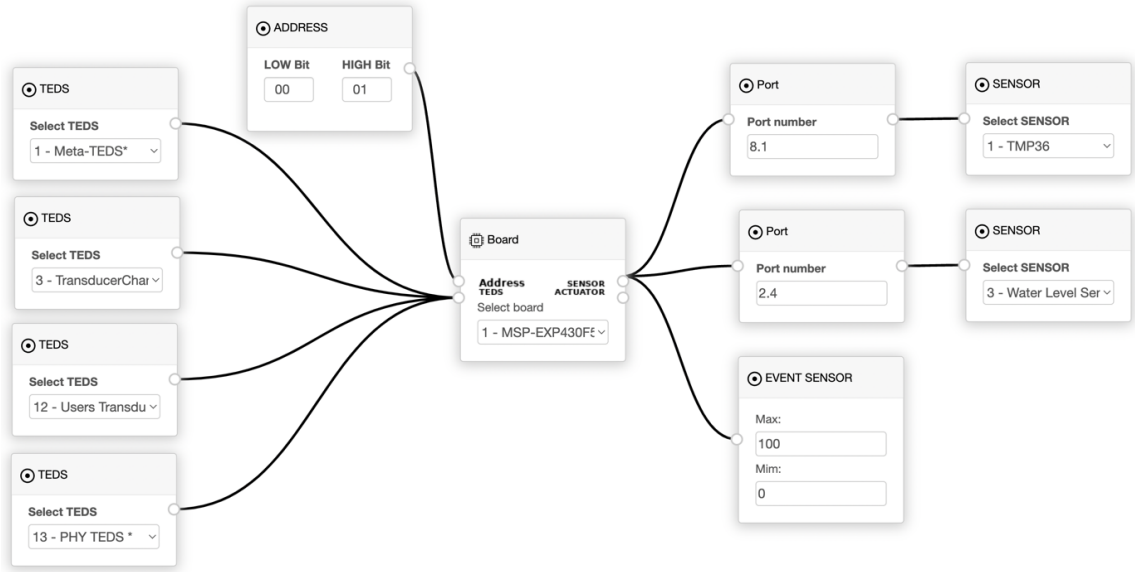 ADDRESS
LOW Bit HIGH Bit
00 01
TEDS
Select TEDS
1 - Meta-TEDS*
TEDS
Select TEDS
3 - TransducerChar
TEDS
Select TEDS
12 - Users Transdu
TEDS
Select TEDS
13 - PHY TEDS *
Board
Address SENSOR
TEDS ACTUATOR
Select board
1 - MSP-EXP430F5
Port
Port number
8.1
SENSOR
Select SENSOR
1 - TMP36
Port
Port number
2.4
SENSOR
Select SENSOR
3 - Water Level Ser
EVENT SENSOR
Max:
100
Mim:
0